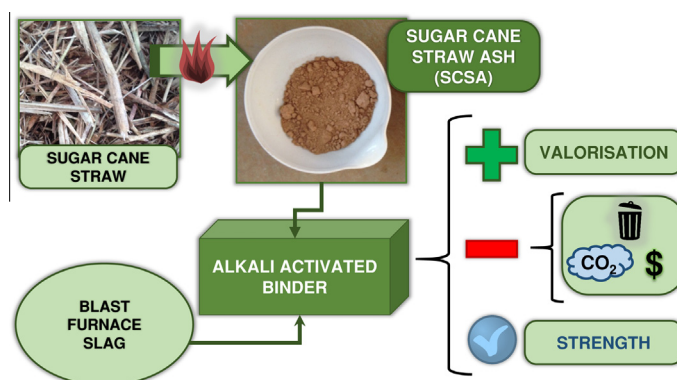 SUGAR CANE
STRAW
SUGAR CANE
STRAW ASH
(SCSA)
VALORISATION
CO₂
$
ALKALI ACTIVATED
BINDER
BLAST
FURNACE
SLAG
STRENGTH